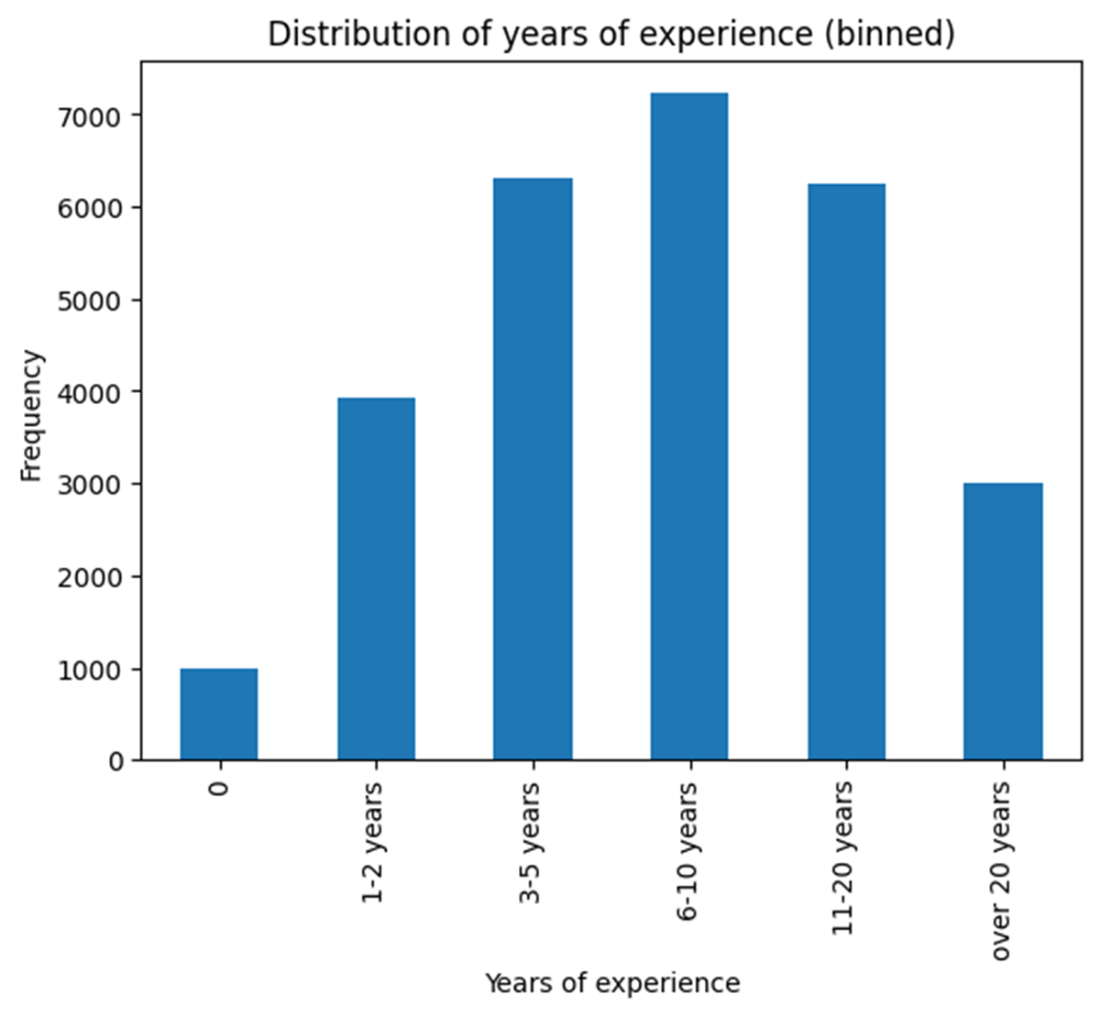 Distribution of years of experience (binned)
7000
6000
5000
4000
3000
2000
1000
0
Frequency
0
1-2 years
3-5 years
6-10 years
11-20 years
over 20 years
Years of experience